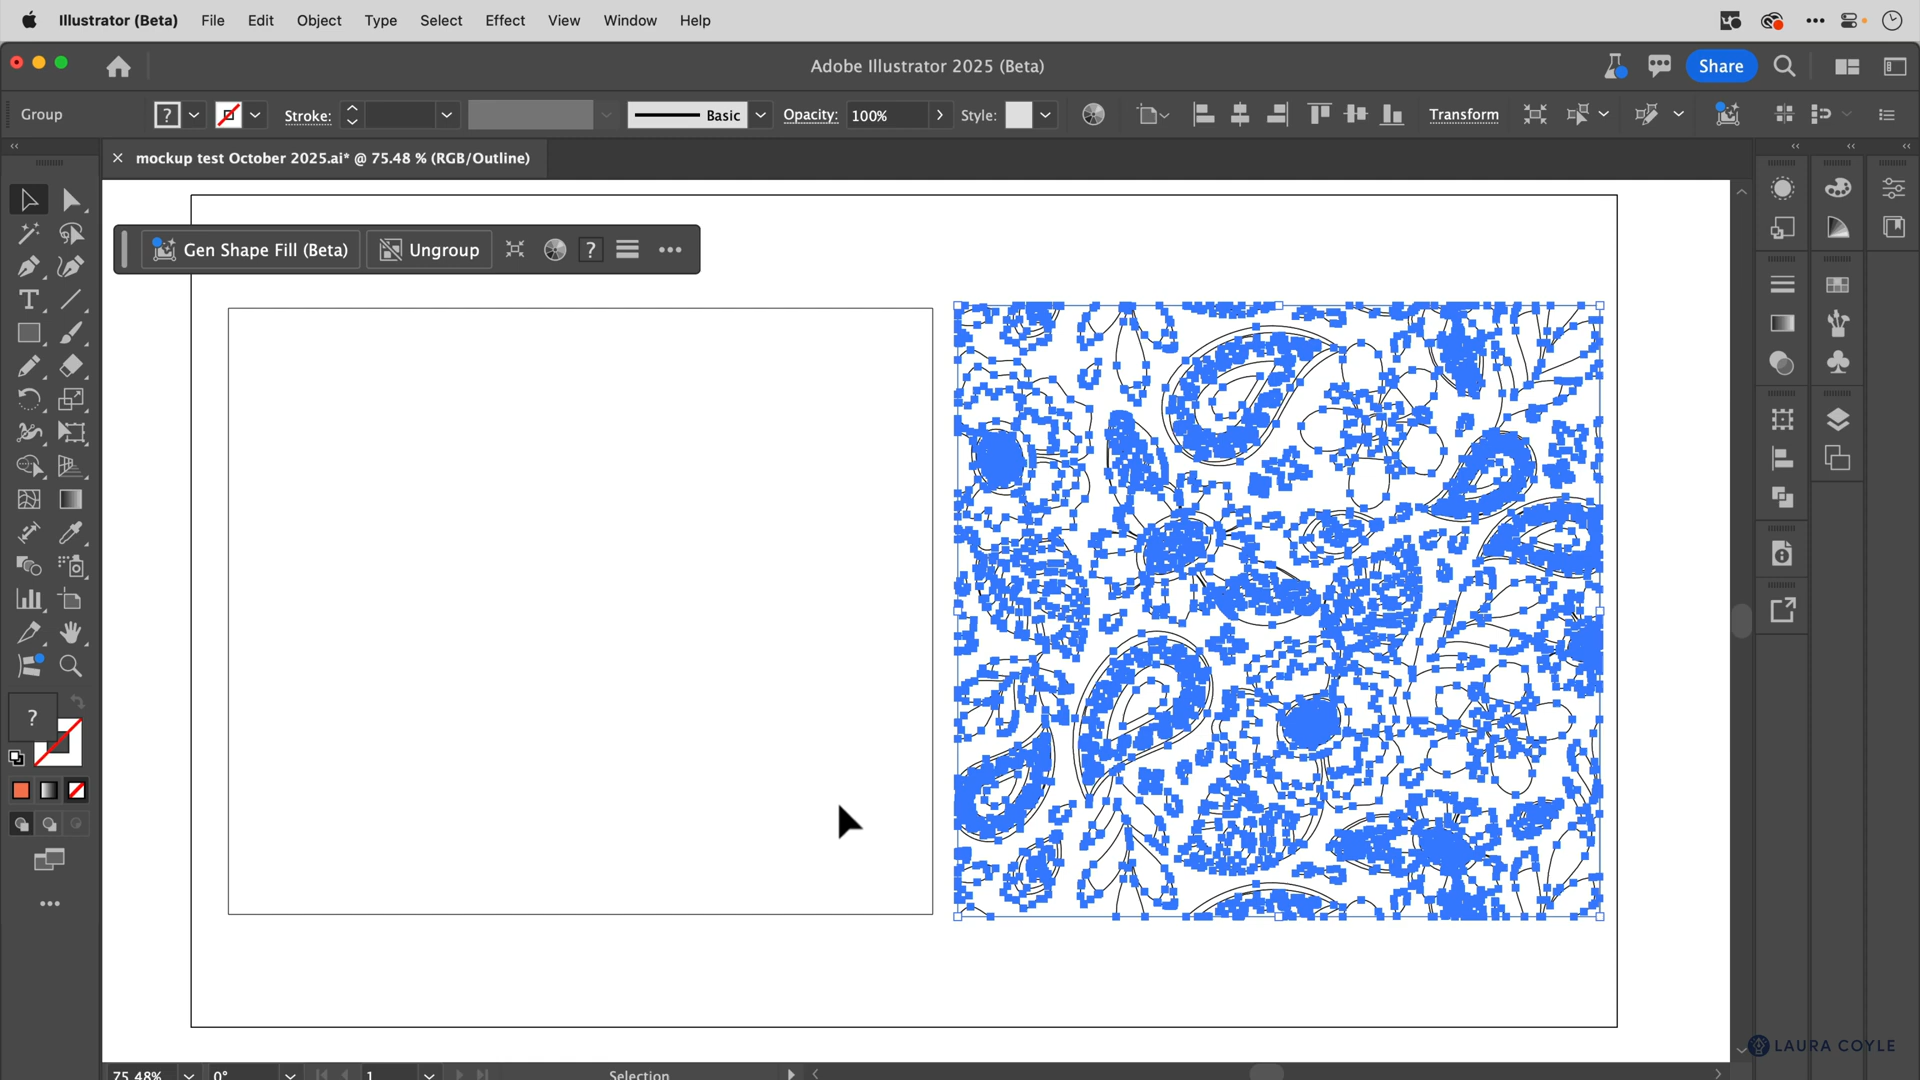 Illustrator (Beta) File Edit Object Type Select Effect View Window Help
Adobe Illustrator 2025 (Beta)
Share
Group ? Stroke: Basic Opacity: 100% Style: Transform
mockup test October 2025.ai* @ 75.48 % (RGB/Outline)
Gen Shape Fill (Beta) Ungroup ?
?
LAURA COYLE
75.48% 0° 1 Selection